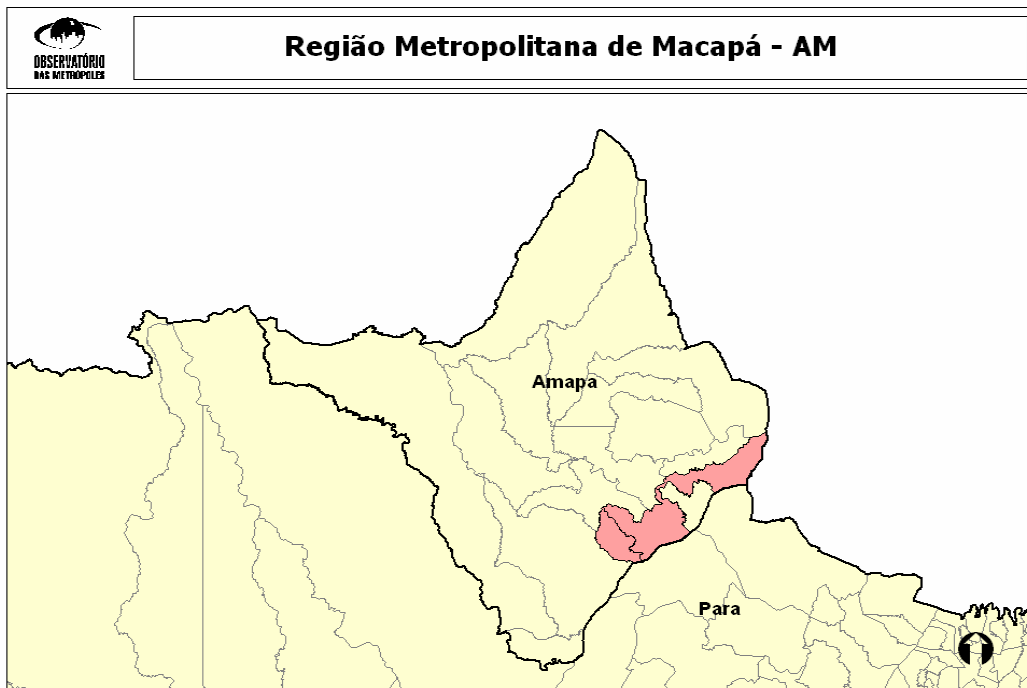 OBSERVATÓRIO
DAS METRÓPOLES
Região Metropolitana de Macapá - AM
Amapa
Para